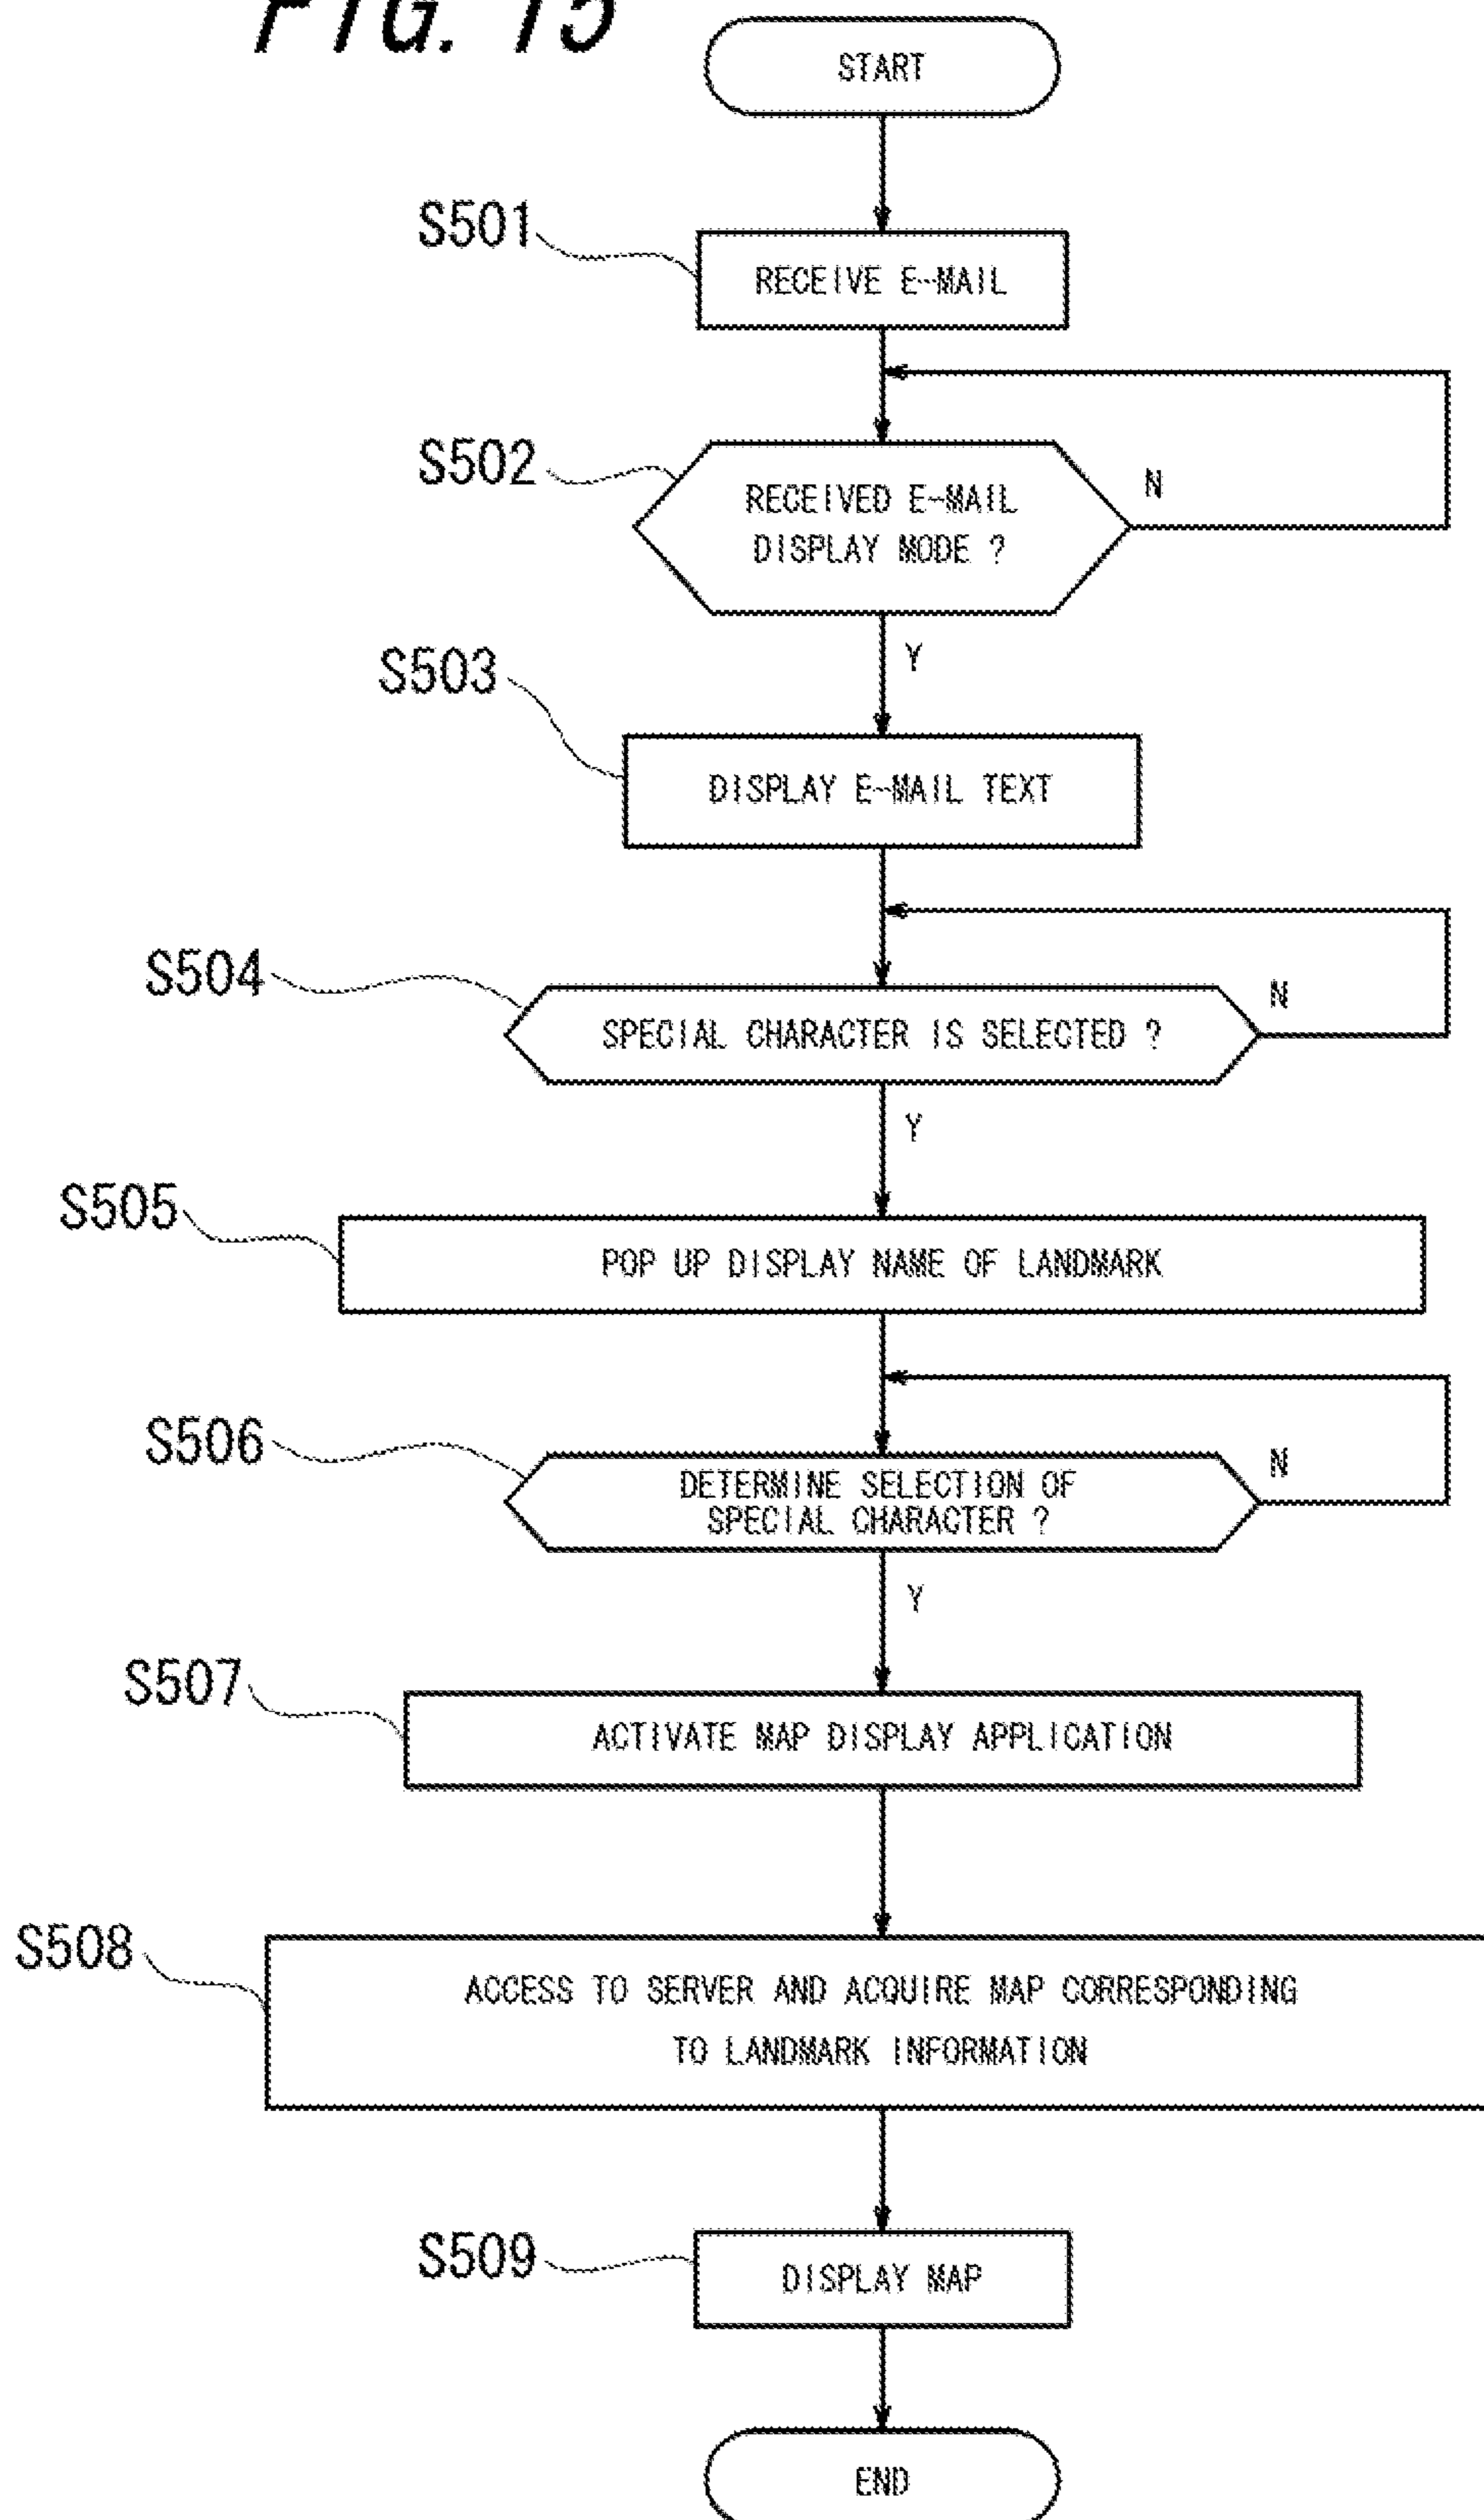 FIG. 15
START
S501
RECEIVE E-MAIL
S502
RECEIVED E-MAIL
DISPLAY MODE ?
N
Y
S503
DISPLAY E-MAIL TEXT
S504
SPECIAL CHARACTER IS SELECTED ?
N
Y
S505
POP UP DISPLAY NAME OF LANDMARK
S506
DETERMINE SELECTION OF
SPECIAL CHARACTER ?
N
Y
S507
ACTIVATE MAP DISPLAY APPLICATION
S508
ACCESS TO SERVER AND ACQUIRE MAP CORRESPONDING
TO LANDMARK INFORMATION
S509
DISPLAY MAP
END